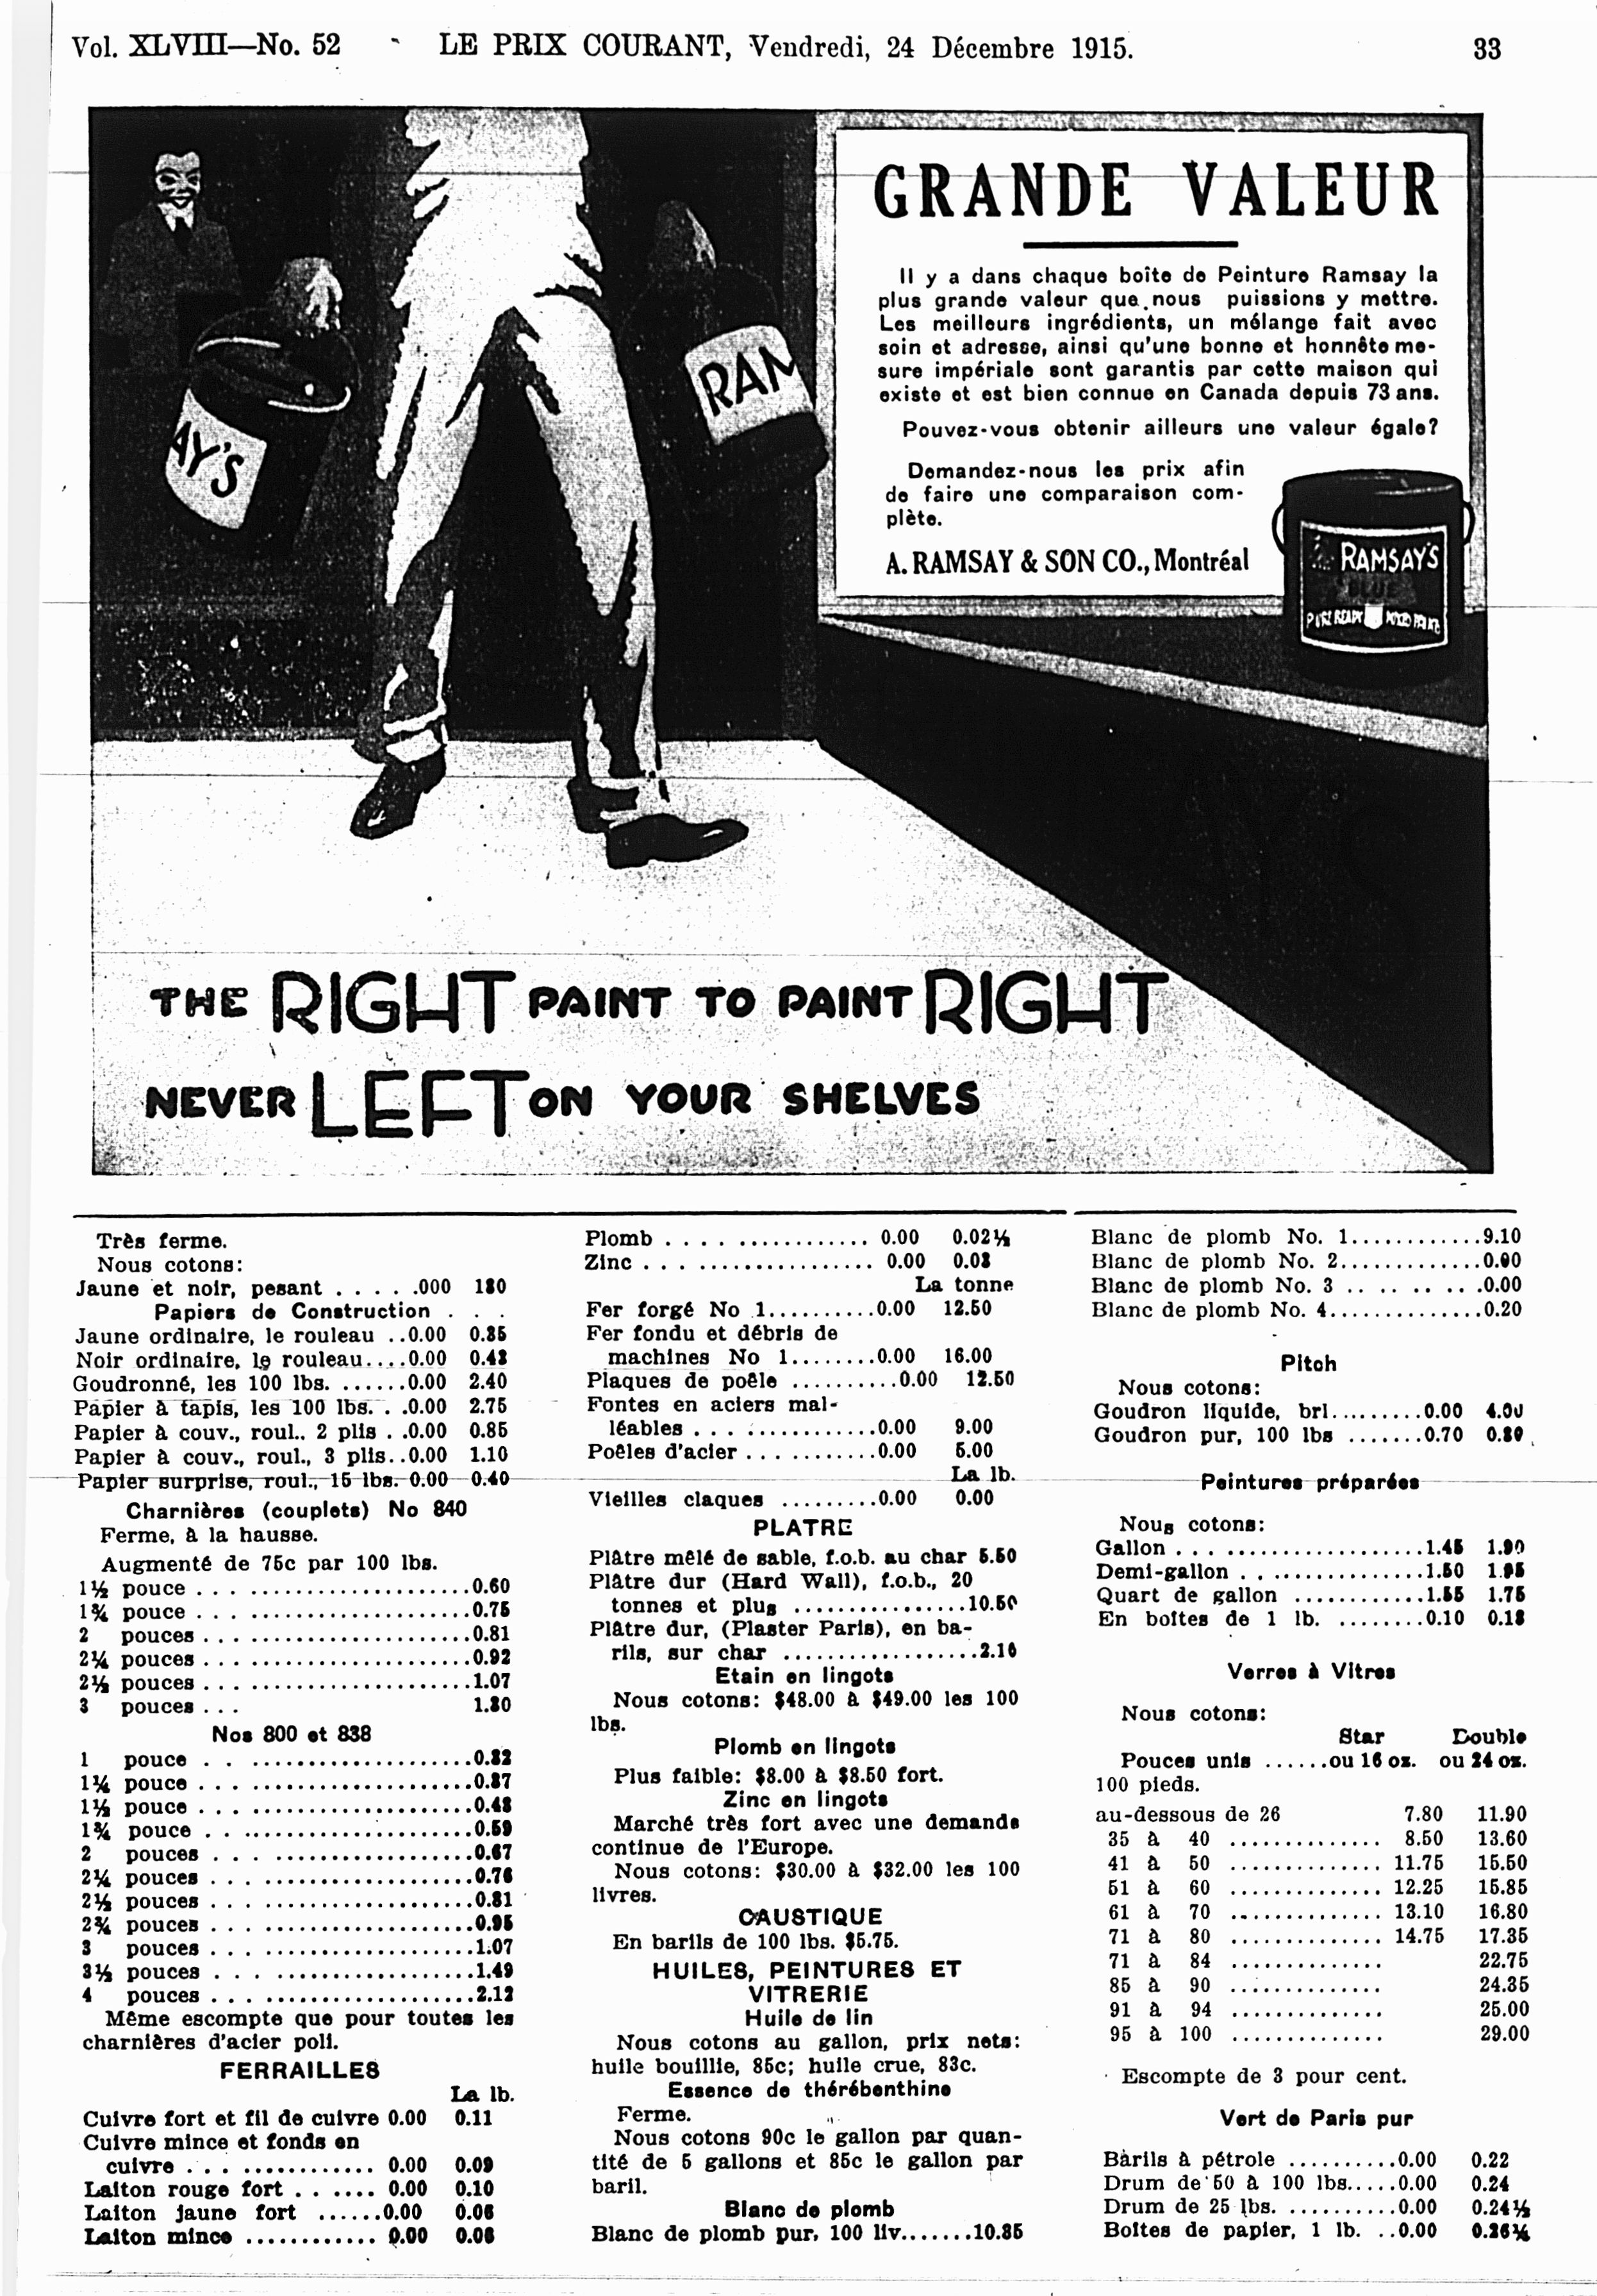 Vol. XLVIII—No. 52
LE PRIX COURANT, Vendredi, 24 Décembre 1915.
33
GRANDE VALEUR
Il y a dans chaque boîte de Peinture Ramsay la
plus grande valeur que nous puissions y mettre.
Les meilleurs ingrédients, un mélange fait avec
soin et adresse, ainsi qu'une bonne et honnête me-
sure impériale sont garantis par cette maison qui
existe et est bien connue en Canada depuis 73 ans.
Pouvez-vous obtenir ailleurs une valeur égale?
Demandez-nous les prix afin
de faire une comparaison com-
plète.
A. RAMSAY & SON CO., Montréal
AY'S
RAM
RAMSAY'S
THE RIGHT PAINT TO PAINT RIGHT
NEVER LEFT ON YOUR SHELVES
Très ferme.
Nous cotons:
Jaune et noir, pesant . . . . .000 180
Papiers de Construction . . .
Jaune ordinaire, le rouleau ..0.00 0.85
Noir ordinaire, le rouleau....0.00 0.48
Goudronné, les 100 lbs. ......0.00 2.40
Papier à tapis, les 100 lbs. . .0.00 2.75
Papier à couv., roul., 2 plis . .0.00 0.85
Papier à couv., roul., 3 plis..0.00 1.10
Papier surprise, roul., 15 lbs. 0.00 0.40
Charnières (couplets) No 840
Ferme, à la hausse.
Augmenté de 75c par 100 lbs.
1½ pouce . . . ......................0.60
1¾ pouce . . . ......................0.75
2 pouces . . . ......................0.81
2¼ pouces . . . ......................0.92
2½ pouces . . . ......................1.07
3 pouces . . . 1.30
Nos 800 et 838
1 pouce . . ......................0.32
1¼ pouce . . . ......................0.37
1½ pouce . . . ......................0.48
1¾ pouce . . ......................0.59
2 pouces . . . ....................0.67
2¼ pouces . . . ....................0.76
2½ pouces . . . ....................0.81
2¾ pouces . . . ....................0.95
3 pouces . . . ....................1.07
3½ pouces . . . ...................1.49
4 pouces . . . ....................2.12
Même escompte que pour toutes les
charnières d'acier poli.
FERRAILLES
La lb.
Cuivre fort et fil de cuivre 0.00 0.11
Cuivre mince et fonds en
cuivre . . . ............ 0.00 0.09
Laiton rouge fort . . ..... 0.00 0.10
Laiton jaune fort ......0.00 0.06
Laiton mince ............ 0.00 0.06
Plomb . . . . ............. 0.00 0.02½
Zinc . . . ................. 0.00 0.03
La tonne
Fer forgé No 1..........0.00 12.50
Fer fondu et débris de
machines No 1........0.00 16.00
Plaques de poêle ..........0.00 12.50
Fontes en aciers mal-
léables . . . .............0.00 9.00
Poêles d'acier . . ..........0.00 5.00
La lb.
Vieilles claques .........0.00 0.00
PLATRE
Plâtre mêlé de sable, f.o.b. au char 5.50
Plâtre dur (Hard Wall), f.o.b., 20
tonnes et plus ................10.50
Plâtre dur, (Plaster Paris), en ba-
rils, sur char ..................2.10
Etain en lingots
Nous cotons: $48.00 à $49.00 les 100
lbs.
Plomb en lingots
Plus faible: $8.00 à $8.50 fort.
Zinc en lingots
Marché très fort avec une demande
continue de l'Europe.
Nous cotons: $30.00 à $32.00 les 100
livres.
CAUSTIQUE
En barils de 100 lbs. $5.75.
HUILES, PEINTURES ET
VITRERIE
Huile de lin
Nous cotons au gallon, prix nets:
huile bouillie, 85c; huile crue, 83c.
Essence de thérébenthine
Ferme.
Nous cotons 90c le gallon par quan-
tité de 5 gallons et 85c le gallon par
baril.
Blanc de plomb
Blanc de plomb pur, 100 liv.......10.85
Blanc de plomb No. 1............9.10
Blanc de plomb No. 2............0.00
Blanc de plomb No. 3 .. .. .. .. .0.00
Blanc de plomb No. 4............0.20
Pitch
Nous cotons:
Goudron liquide, brl.........0.00 4.00
Goudron pur, 100 lbs .......0.70 0.80
Peintures préparées
Nous cotons:
Gallon . . . ..................1.45 1.90
Demi-gallon . . ..............1.50 1.95
Quart de gallon ............1.55 1.75
En boîtes de 1 lb. ........0.10 0.18
Verres à Vitres
Nous cotons:
Star Double
Pouces unis ......ou 16 oz. ou 24 oz.
100 pieds.
au-dessous de 26 7.80 11.90
35 à 40 .............. 8.50 13.60
41 à 50 .............. 11.75 15.50
51 à 60 .............. 12.25 15.85
61 à 70 .............. 13.10 16.80
71 à 80 .............. 14.75 17.35
71 à 84 .............. 22.75
85 à 90 .............. 24.35
91 à 94 .............. 25.00
95 à 100 .............. 29.00
Escompte de 3 pour cent.
Vert de Paris pur
Bàrils à pétrole ..........0.00 0.22
Drum de 50 à 100 lbs.....0.00 0.24
Drum de 25 lbs. ..........0.00 0.24½
Boîtes de papier, 1 lb. ..0.00 0.26¼